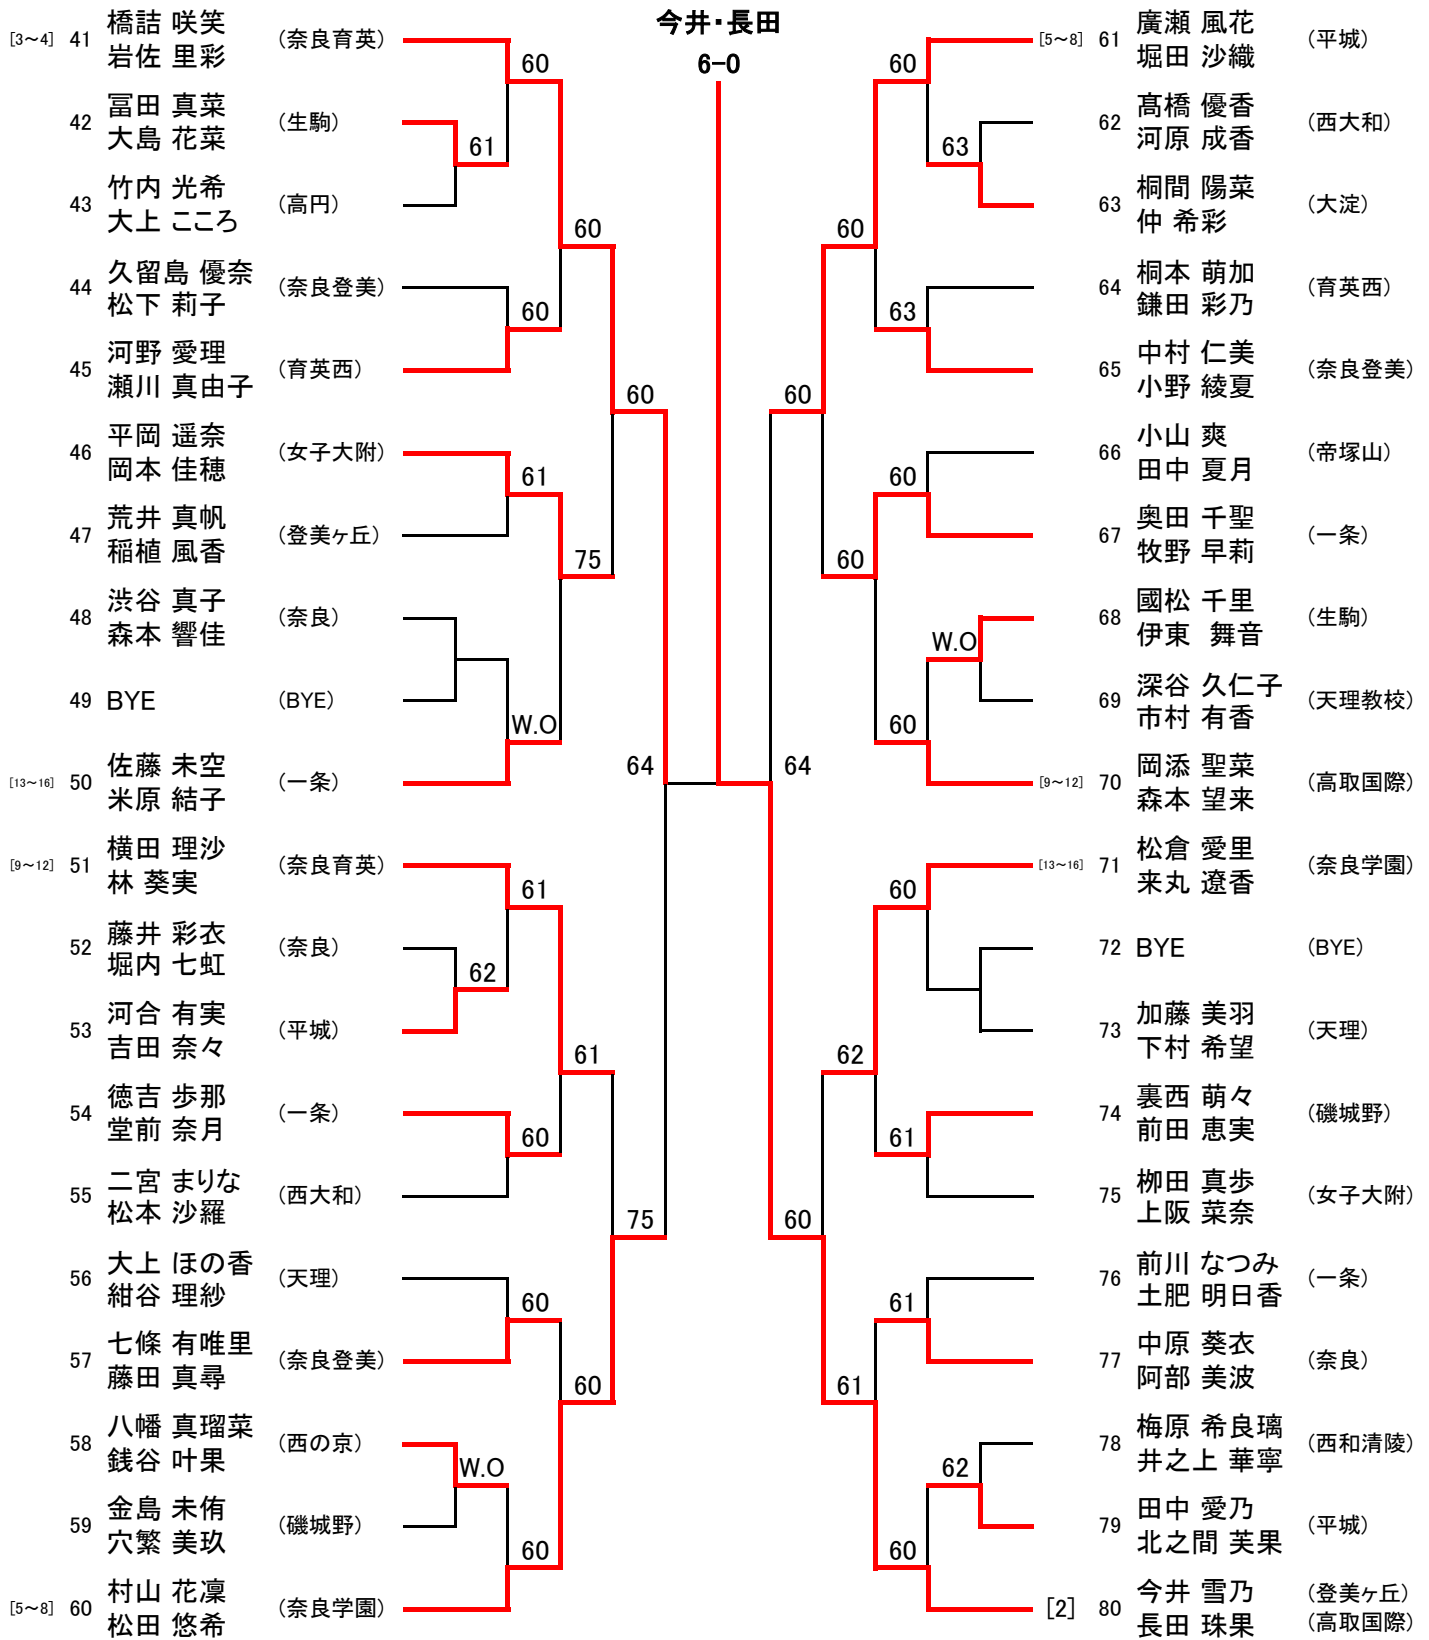 今井・長田
6-0
[3～4] 41 橋詰 咲笑 (奈良育英)
岩佐 里彩
42 冨田 真菜 (生駒)
大島 花菜
43 竹内 光希 (高円)
大上 こころ
44 久留島 優奈 (奈良登美)
松下 莉子
45 河野 愛理 (育英西)
瀬川 真由子
46 平岡 遥奈 (女子大附)
岡本 佳穂
47 荒井 真帆 (登美ヶ丘)
稲植 風香
48 渋谷 真子 (奈良)
森本 響佳
49 BYE (BYE)
[13～16] 50 佐藤 未空 (一条)
米原 結子
[9～12] 51 横田 理沙 (奈良育英)
林 葵実
52 藤井 彩衣 (奈良)
堀内 七虹
53 河合 有実 (平城)
吉田 奈々
54 徳吉 歩那 (一条)
堂前 奈月
55 二宮 まりな (西大和)
松本 沙羅
56 大上 ほの香 (天理)
紺谷 理紗
57 七條 有唯里 (奈良登美)
藤田 真尋
58 八幡 真瑠菜 (西の京)
銭谷 叶果
59 金島 未侑 (磯城野)
穴繁 美玖
[5～8] 60 村山 花凜 (奈良学園)
松田 悠希
60
61
60
60
60
61
75
W.O
64
61
62
61
60
75
60
60
W.O
60
[5～8] 61 廣瀬 風花 (平城)
堀田 沙織
62 髙橋 優香 (西大和)
河原 成香
63 桐間 陽菜 (大淀)
仲 希彩
64 桐本 萌加 (育英西)
鎌田 彩乃
65 中村 仁美 (奈良登美)
小野 綾夏
66 小山 爽 (帝塚山)
田中 夏月
67 奥田 千聖 (一条)
牧野 早莉
68 國松 千里 (生駒)
伊東 舞音
69 深谷 久仁子 (天理教校)
市村 有香
[9～12] 70 岡添 聖菜 (高取国際)
森本 望来
[13～16] 71 松倉 愛里 (奈良学園)
来丸 遼香
72 BYE (BYE)
73 加藤 美羽 (天理)
下村 希望
74 裏西 萌々 (磯城野)
前田 恵実
75 栁田 真歩 (女子大附)
上阪 菜奈
76 前川 なつみ (一条)
土肥 明日香
77 中原 葵衣 (奈良)
阿部 美波
78 梅原 希良璃 (西和清陵)
井之上 華寧
79 田中 愛乃 (平城)
北之間 芙果
[2] 80 今井 雪乃 (登美ヶ丘)
長田 珠果 (高取国際)
60
63
60
63
60
60
60
W.O
60
64
60
62
61
60
61
61
62
60